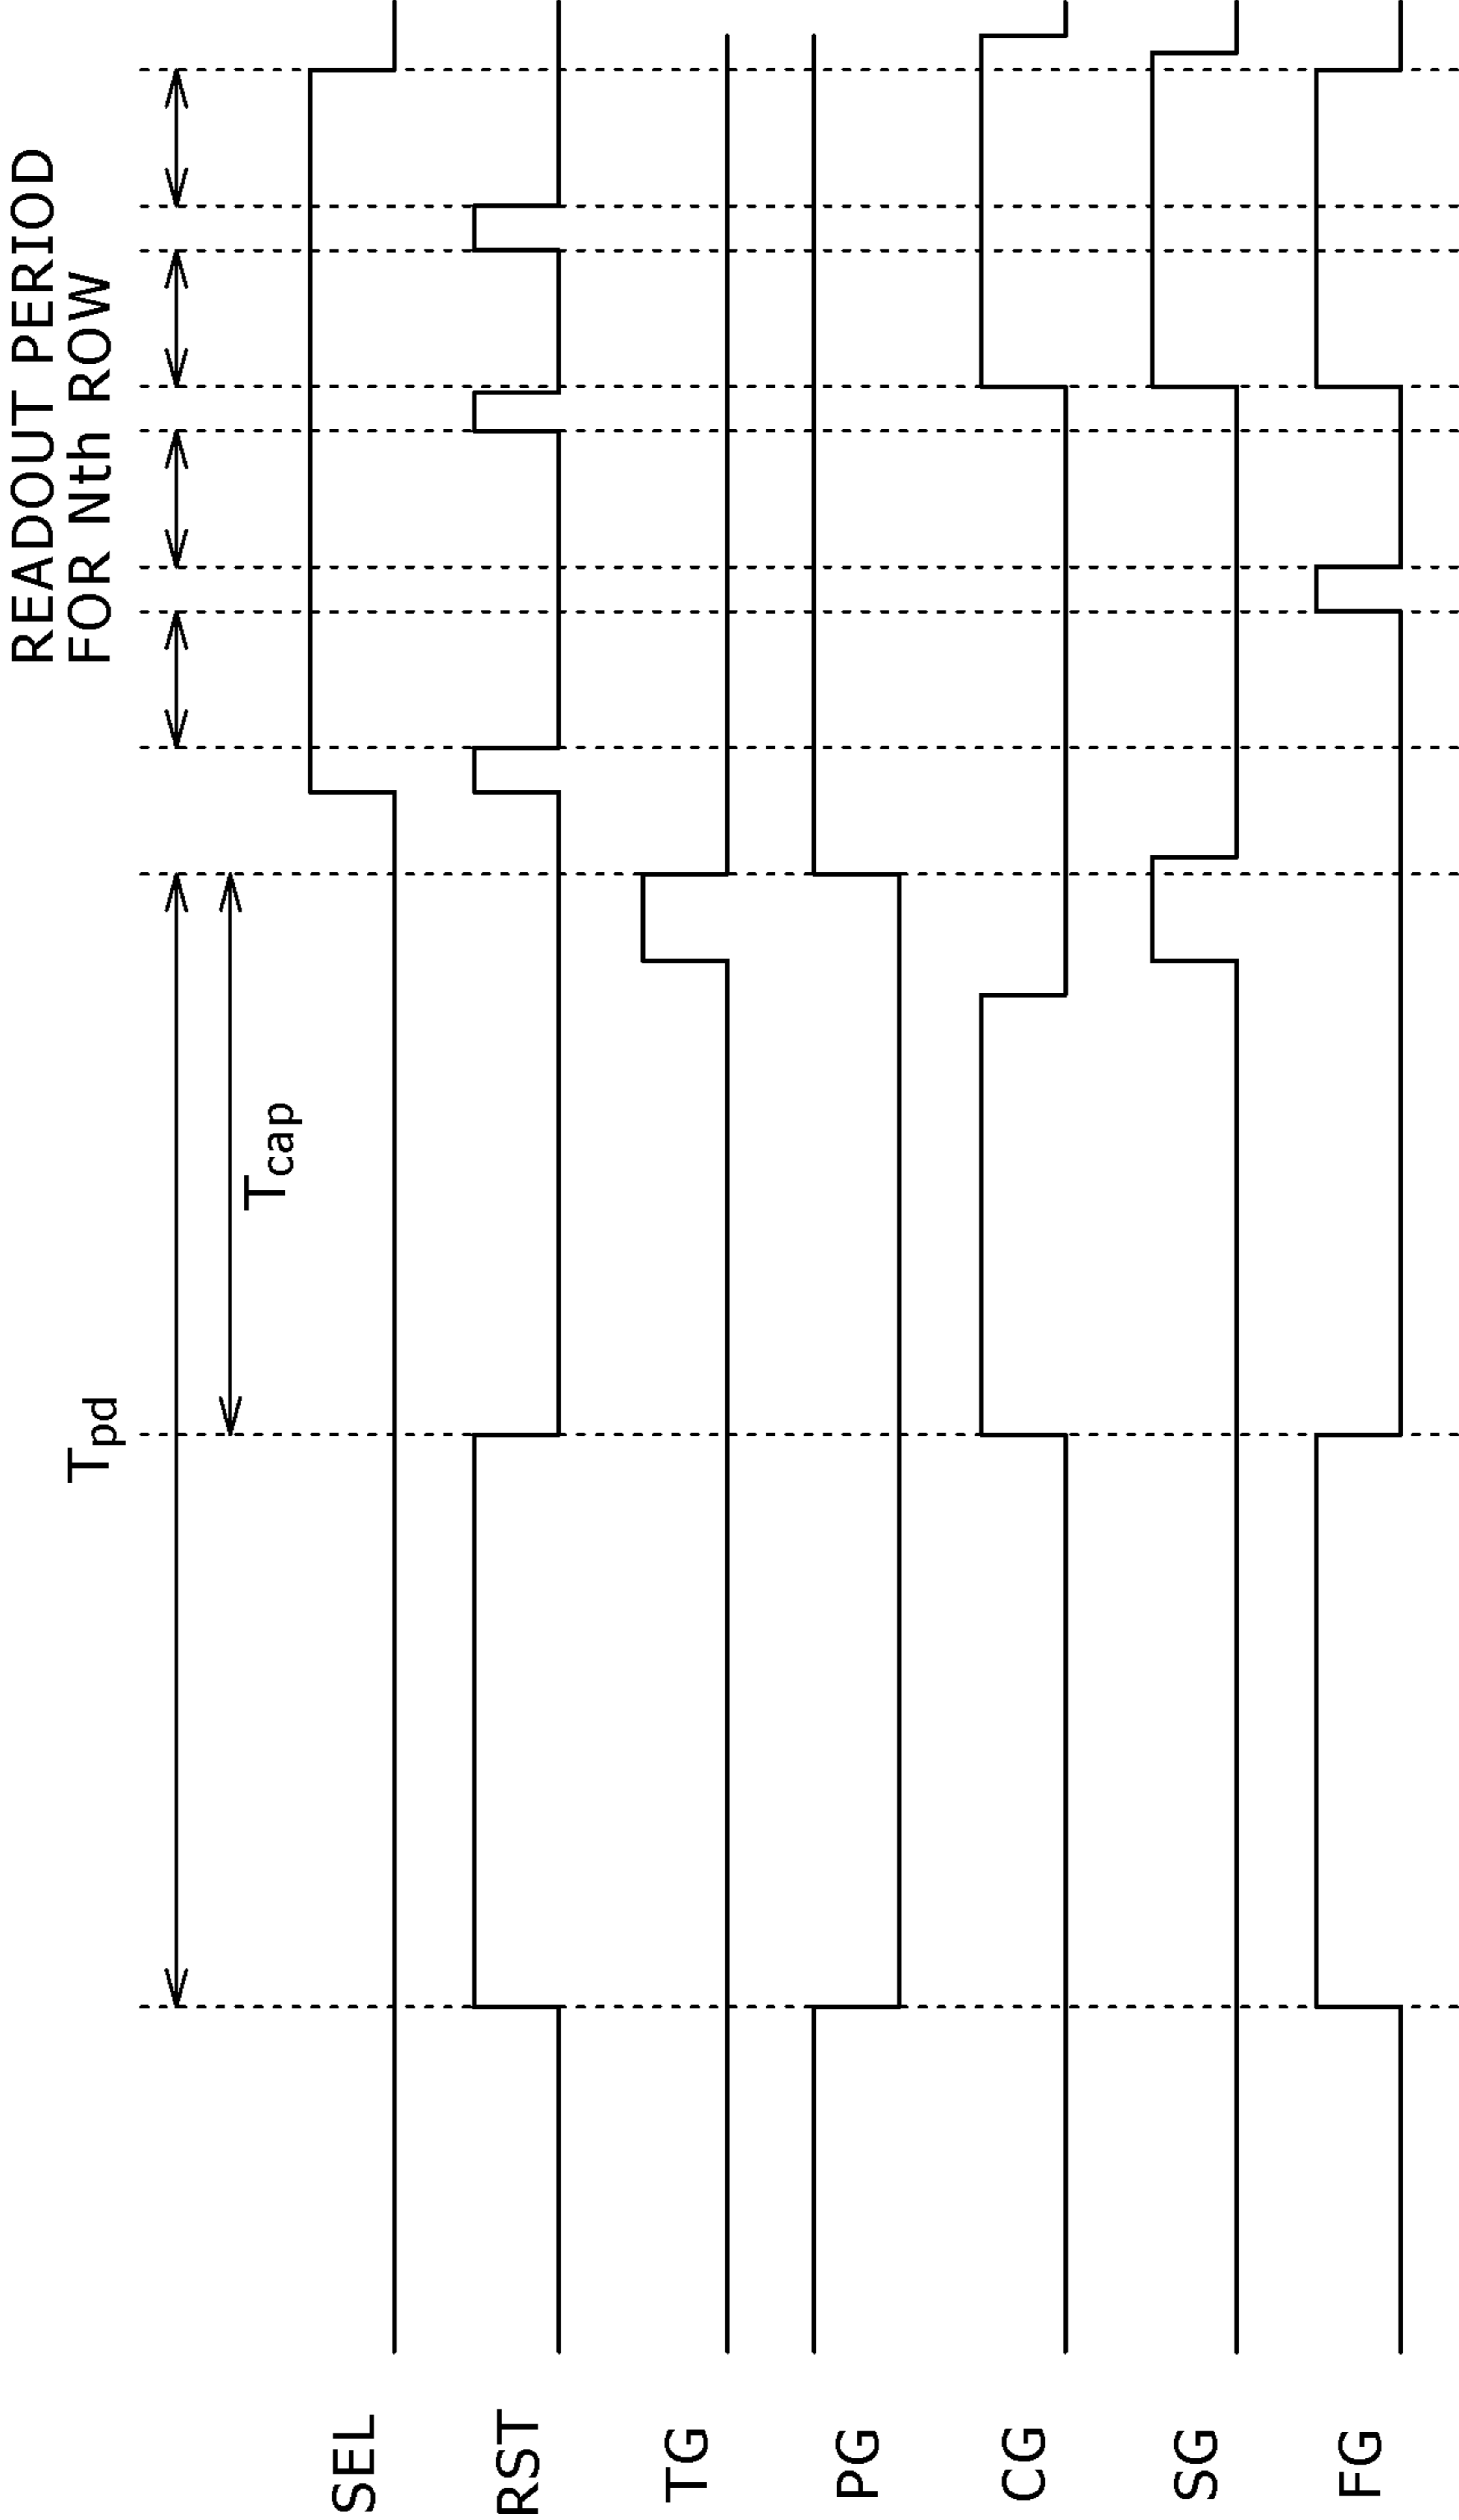 READOUT PERIOD
FOR Nth ROW
Tpd
Tcap
SEL
RST
TG
PG
CG
SG
FG